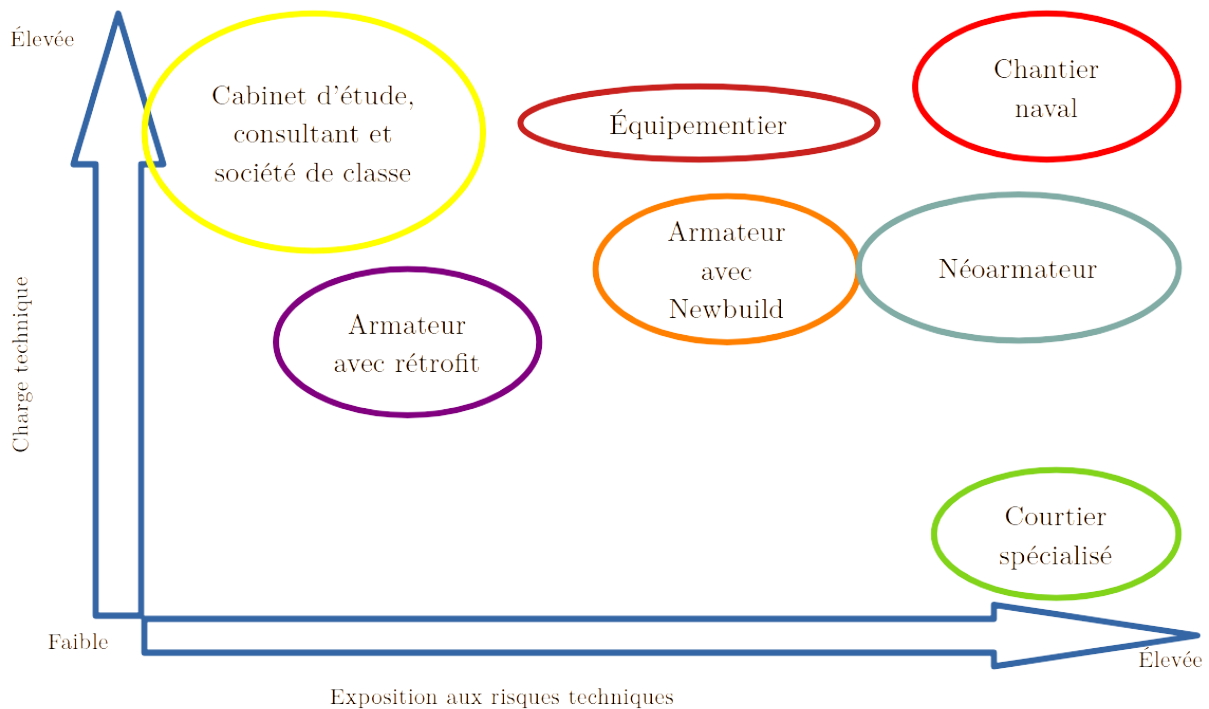 Élevée
Cabinet d'étude,
consultant et
société de classe
Équipementier
Chantier
naval
Armateur
avec
Newbuild
Néoarmateur
Armateur
avec rétrofit
Charge technique
Courtier
spécialisé
Faible
Élevée
Exposition aux risques techniques